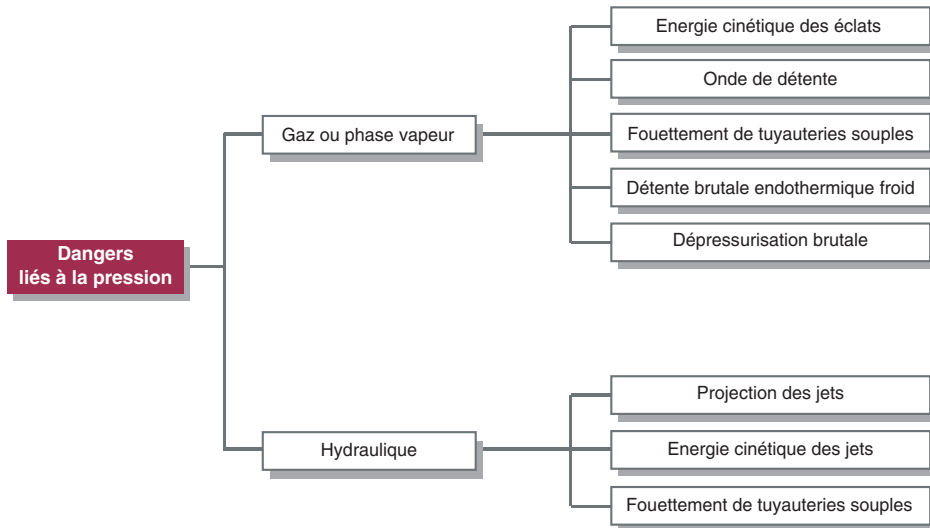 Dangers
liés à la pression
Gaz ou phase vapeur
Energie cinétique des éclats
Onde de détente
Fouettement de tuyauteries souples
Détente brutale endothermique froid
Dépressurisation brutale
Hydraulique
Projection des jets
Energie cinétique des jets
Fouettement de tuyauteries souples